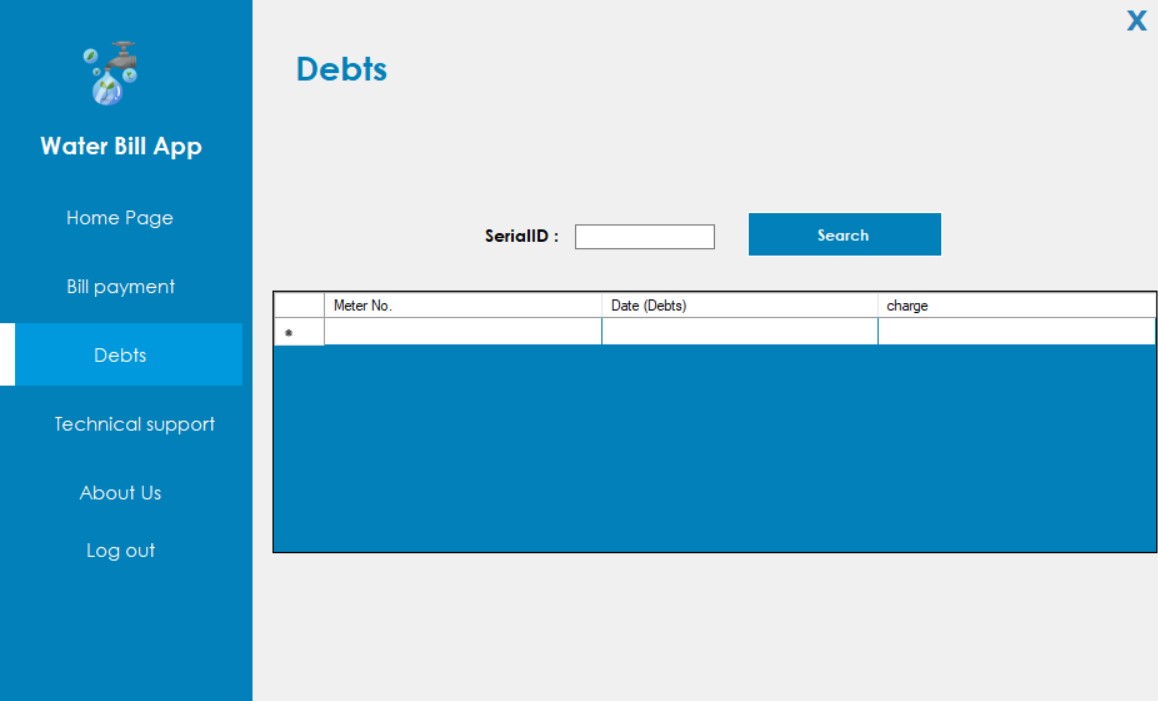 X
Debts
Water Bill App
Home Page
Bill payment
Debts
Technical support
About Us
Log out
SerialID :
Search
Meter No.
Date (Debts)
charge
*